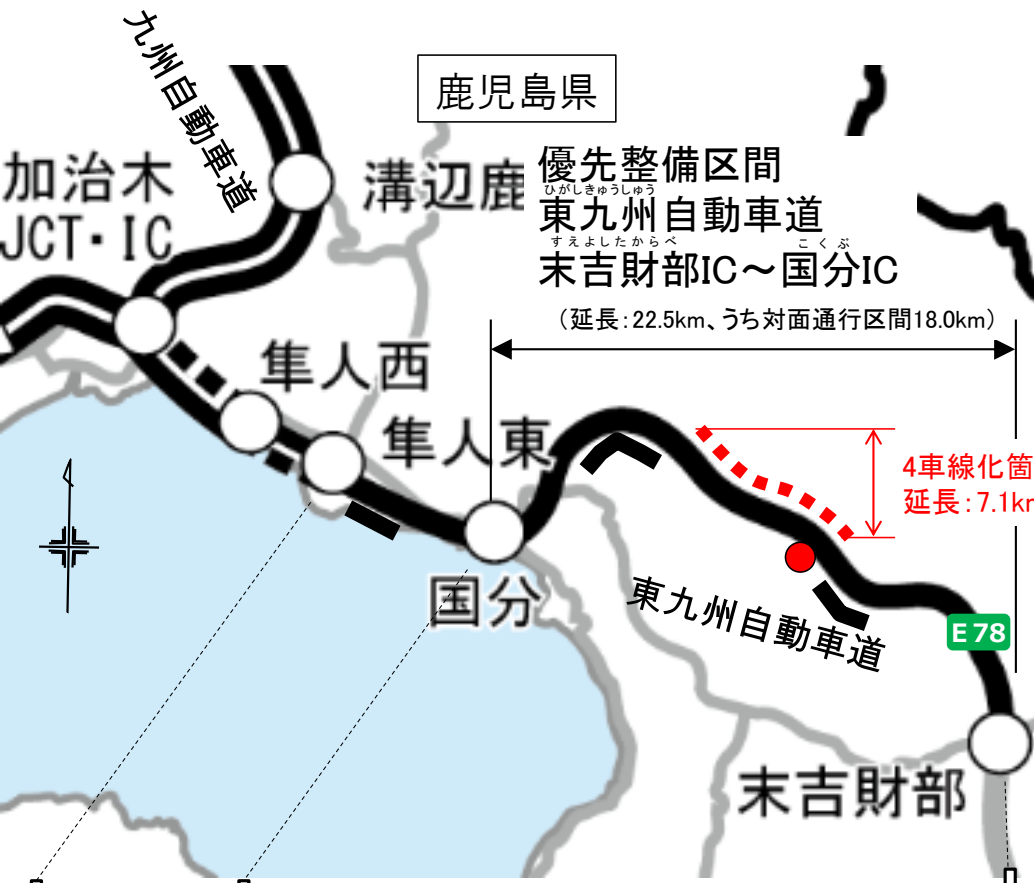 九州自動車道
鹿児島県
加治木
JCT・IC
溝辺鹿
優先整備区間
ひがしきゅうしゅう
東九州自動車道
すえよしたからべ こくぶ
末吉財部IC～国分IC
（延長：22.5km、うち対面通行区間18.0km）
隼人西
隼人東
4車線化箇
延長：7.1km
国分
東九州自動車道
E78
末吉財部